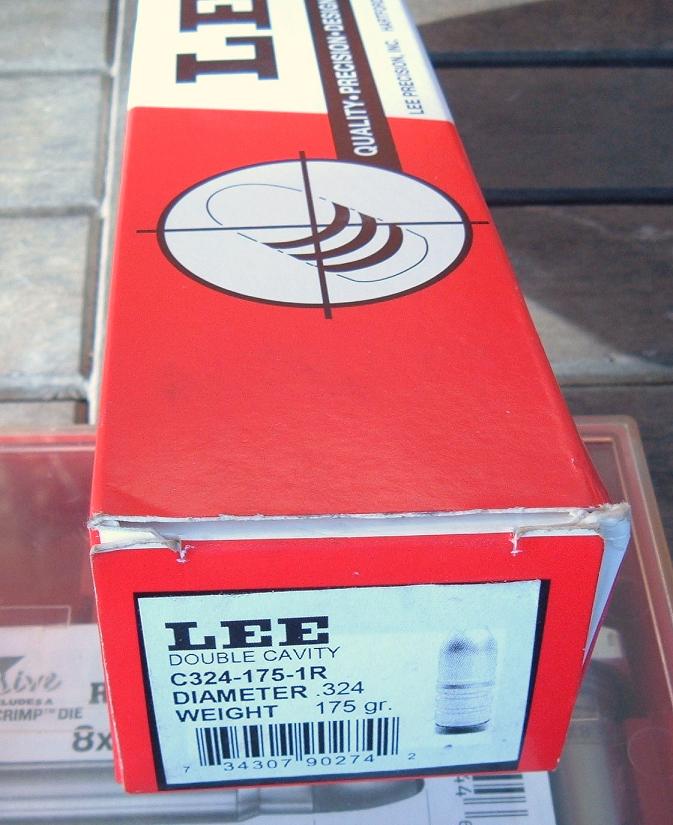 LEE
QUALITY•PRECISION•DESIGN
LEE PRECISION, INC.
LEE
DOUBLE CAVITY
C324-175-1R
DIAMETER .324
WEIGHT 175 gr.
7 34307 90274 2
CRIMP™ DIE
8x